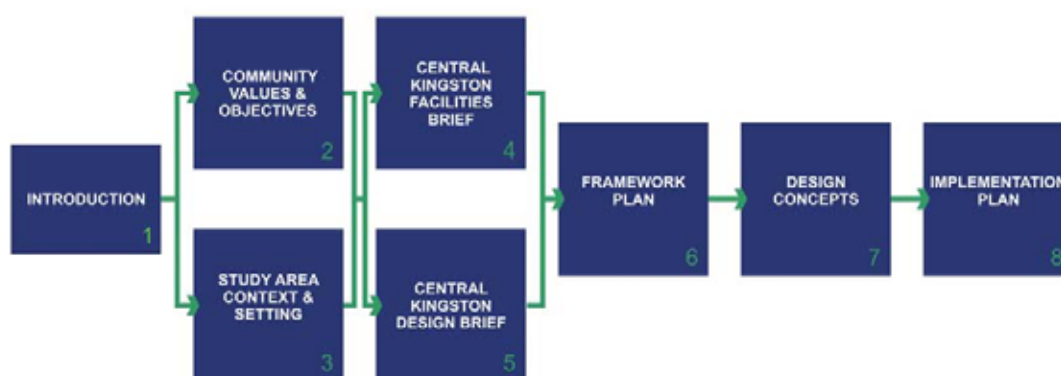 INTRODUCTION
1
COMMUNITY
VALUES &
OBJECTIVES
2
STUDY AREA
CONTEXT &
SETTING
3
CENTRAL
KINGSTON
FACILITIES
BRIEF
4
CENTRAL
KINGSTON
DESIGN BRIEF
5
FRAMEWORK
PLAN
6
DESIGN
CONCEPTS
7
IMPLEMENTATION
PLAN
8